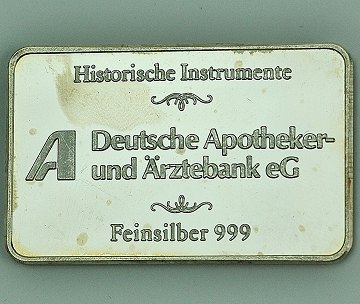 Historische Instrumente
Deutsche Apotheker-
und Ärztebank eG
Feinsilber 999